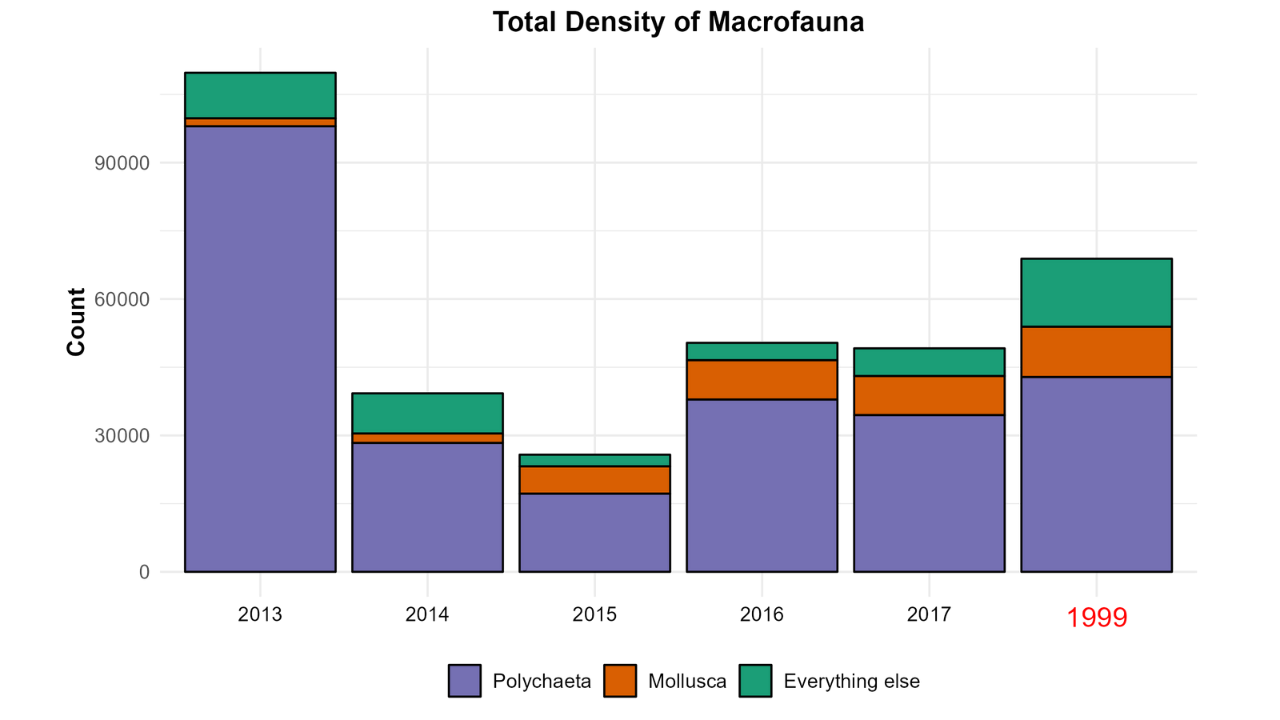 Total Density of Macrofauna
Count
90000
60000
30000
0
2013 2014 2015 2016 2017 1999
Polychaeta Mollusca Everything else